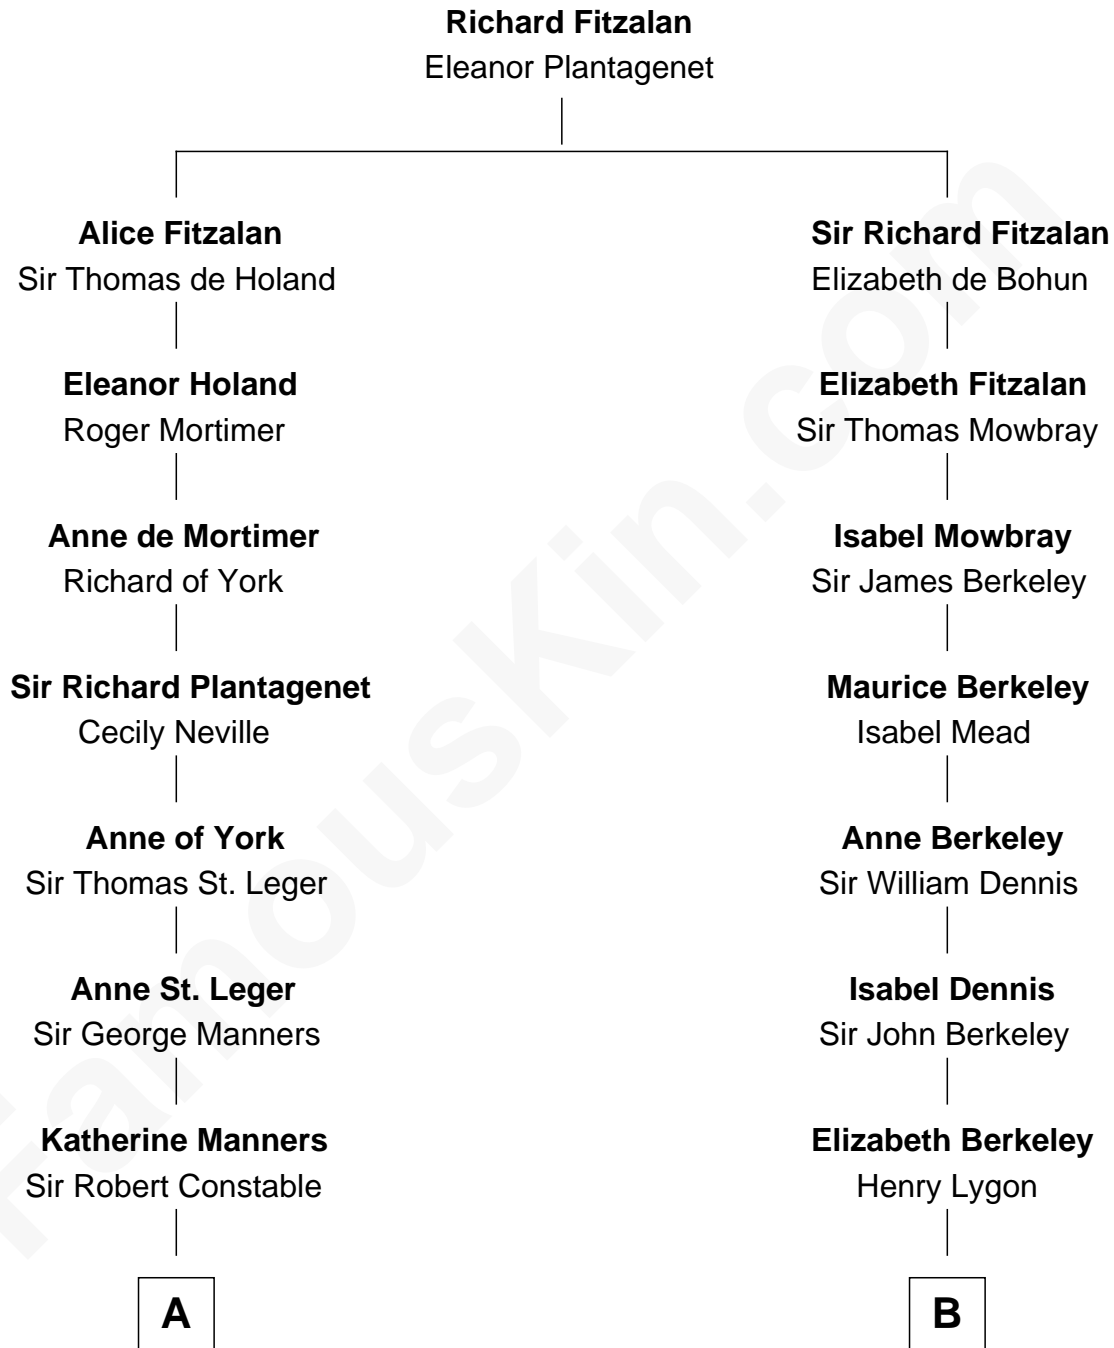 Richard Fitzalan
Eleanor Plantagenet
Alice Fitzalan
Sir Thomas de Holand
Eleanor Holand
Roger Mortimer
Anne de Mortimer
Richard of York
Sir Richard Plantagenet
Cecily Neville
Anne of York
Sir Thomas St. Leger
Anne St. Leger
Sir George Manners
Katherine Manners
Sir Robert Constable
A
Sir Richard Fitzalan
Elizabeth de Bohun
Elizabeth Fitzalan
Sir Thomas Mowbray
Isabel Mowbray
Sir James Berkeley
Maurice Berkeley
Isabel Mead
Anne Berkeley
Sir William Dennis
Isabel Dennis
Sir John Berkeley
Elizabeth Berkeley
Henry Lygon
B
FamousKin.com